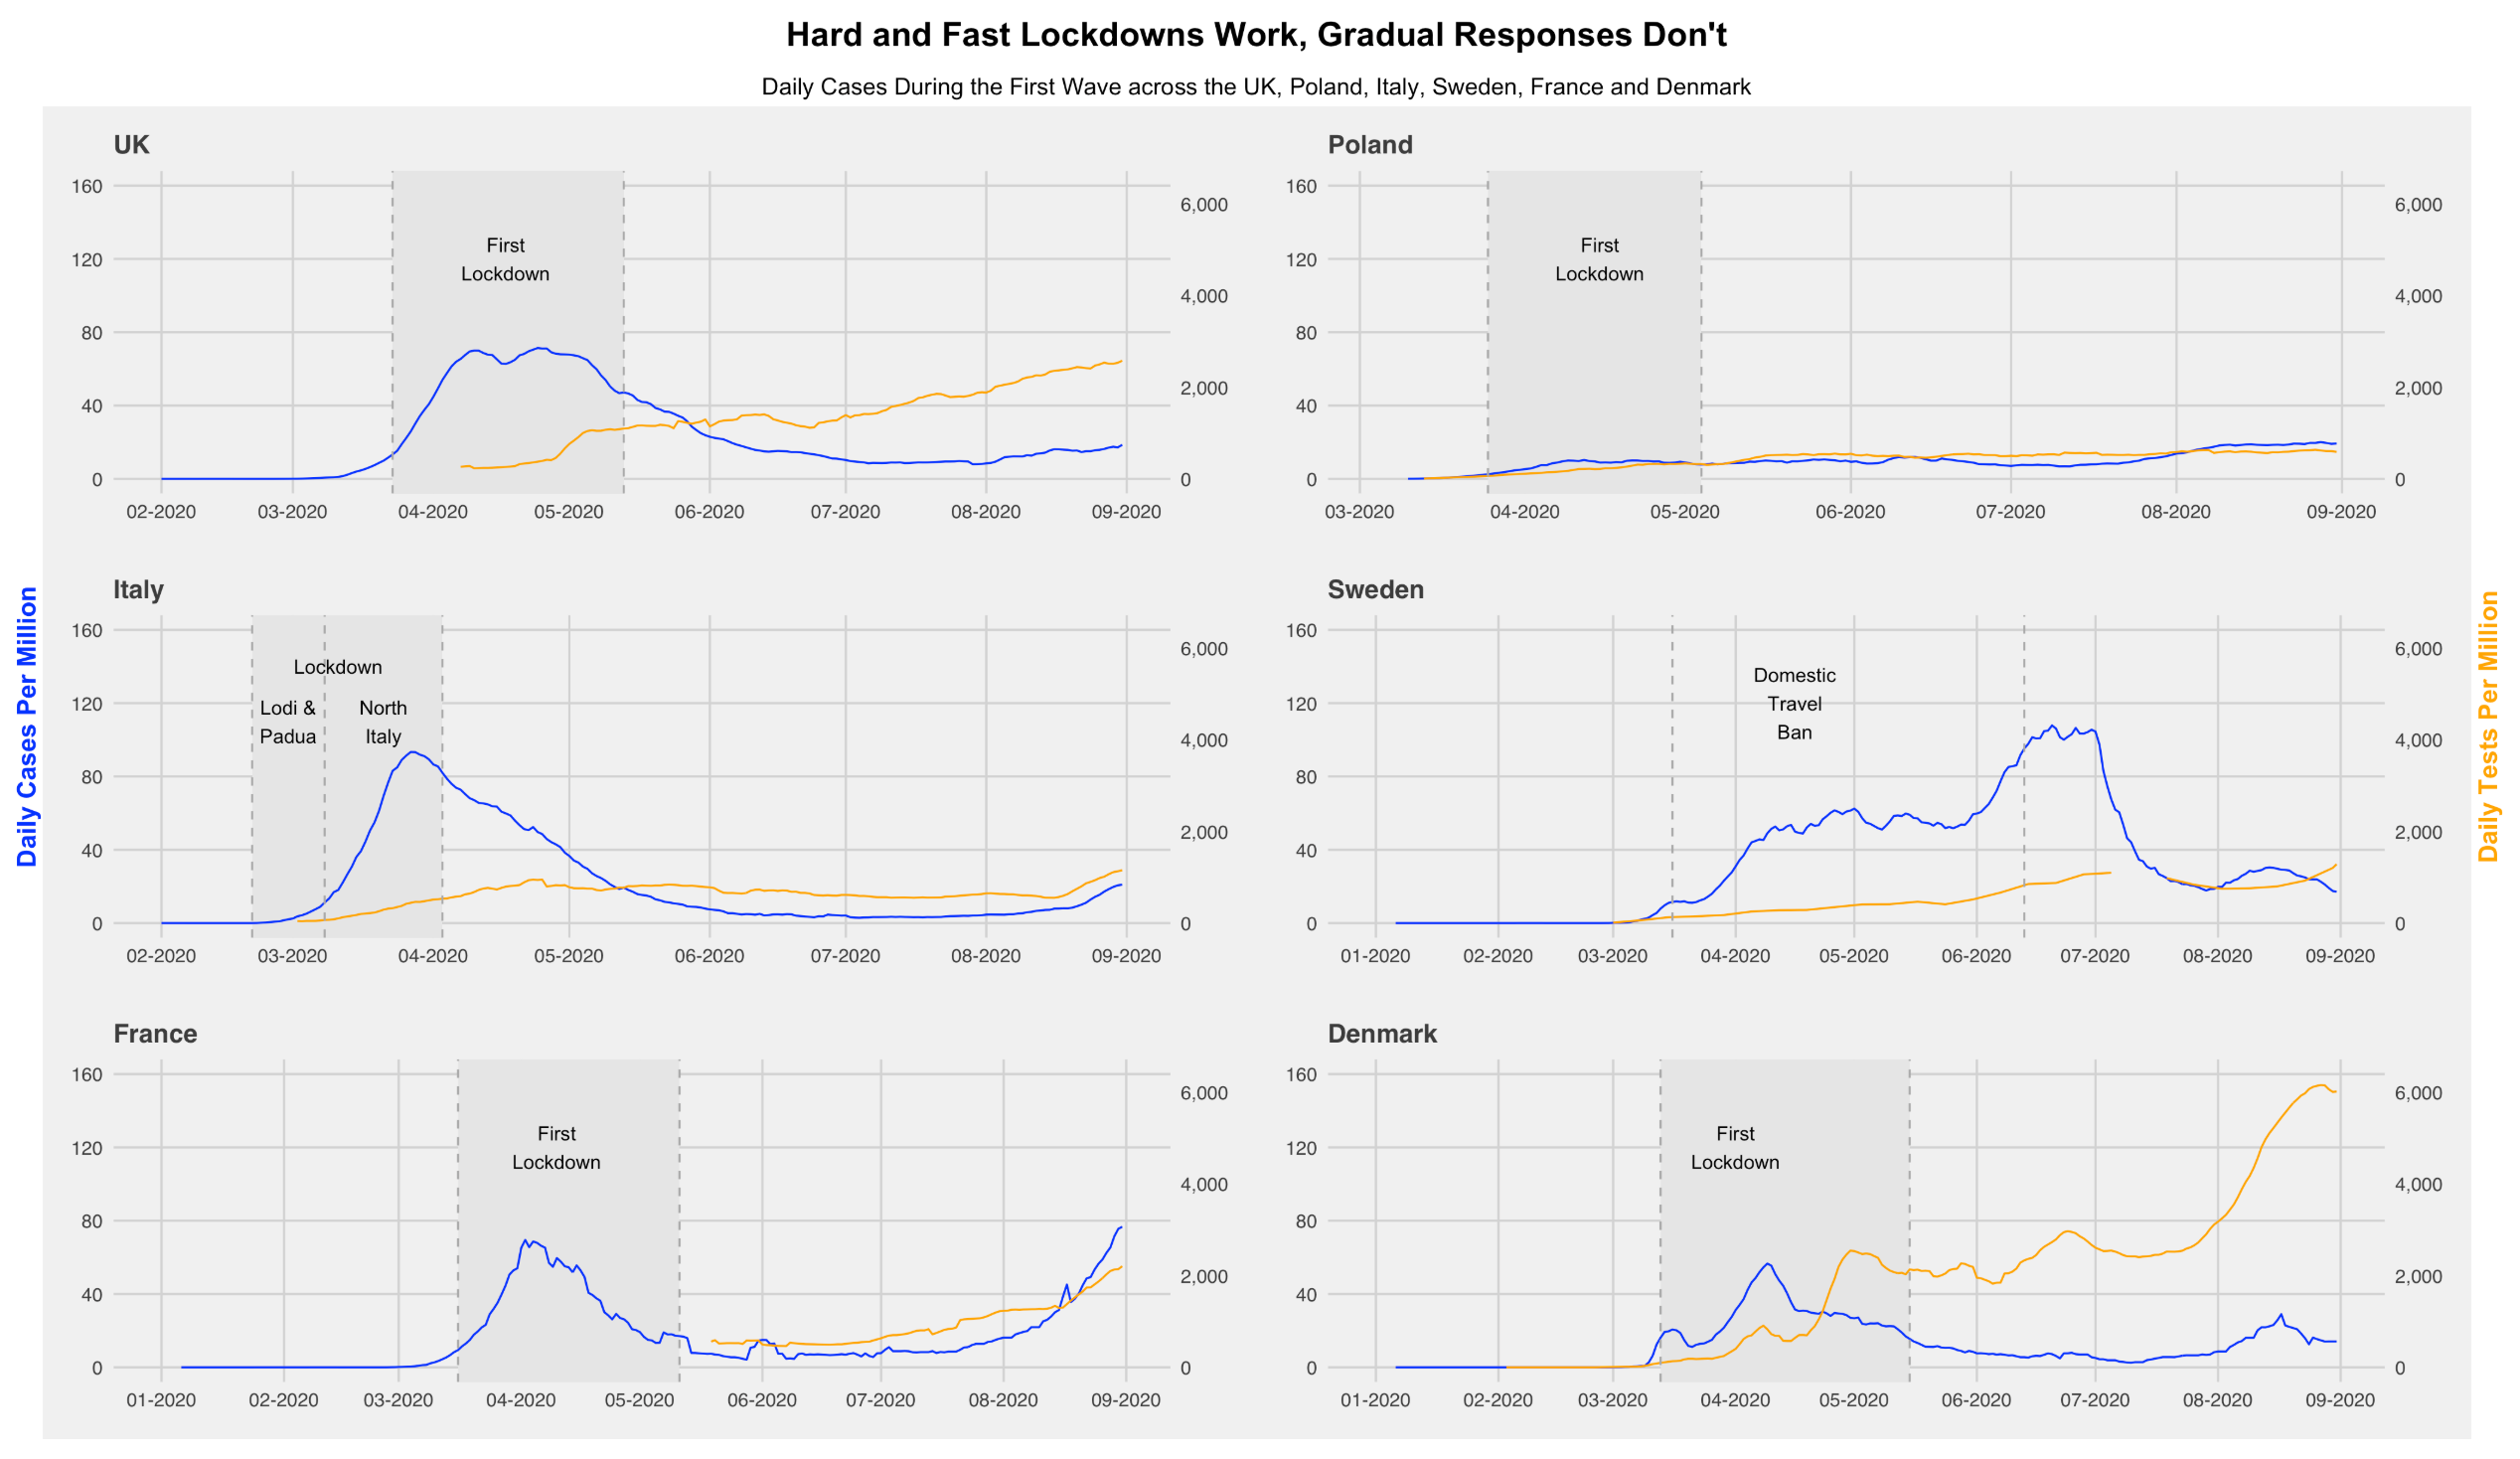 Hard and Fast Lockdowns Work, Gradual Responses Don't
Daily Cases During the First Wave across the UK, Poland, Italy, Sweden, France and Denmark
Daily Cases Per Million
Daily Tests Per Million
UK
160
120
80
40
0
6,000
4,000
2,000
0
First
Lockdown
02-2020 03-2020 04-2020 05-2020 06-2020 07-2020 08-2020 09-2020
Poland
160
120
80
40
0
6,000
4,000
2,000
0
First
Lockdown
03-2020 04-2020 05-2020 06-2020 07-2020 08-2020 09-2020
Italy
160
120
80
40
0
6,000
4,000
2,000
0
Lockdown
Lodi &
Padua
North
Italy
02-2020 03-2020 04-2020 05-2020 06-2020 07-2020 08-2020 09-2020
Sweden
160
120
80
40
0
6,000
4,000
2,000
0
Domestic
Travel
Ban
01-2020 02-2020 03-2020 04-2020 05-2020 06-2020 07-2020 08-2020 09-2020
France
160
120
80
40
0
6,000
4,000
2,000
0
First
Lockdown
01-2020 02-2020 03-2020 04-2020 05-2020 06-2020 07-2020 08-2020 09-2020
Denmark
160
120
80
40
0
6,000
4,000
2,000
0
First
Lockdown
01-2020 02-2020 03-2020 04-2020 05-2020 06-2020 07-2020 08-2020 09-2020